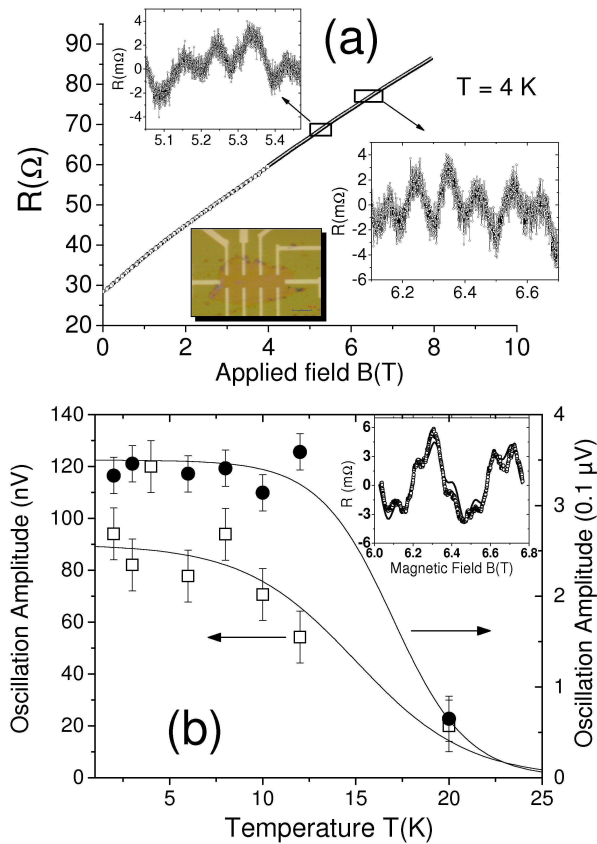 (a)
T = 4 K
R(Ω)
90
80
70
60
50
40
30
20
0 2 4 6 8 10
Applied field B(T)
R(mΩ)
4
2
0
-2
-4
5.1 5.2 5.3 5.4
R(mΩ)
4
2
0
-2
-4
-6
6.2 6.3 6.4 6.5 6.6
(b)
Oscillation Amplitude (nV)
140
120
100
80
60
40
20
0
5 10 15 20 25
Temperature T(K)
Oscillation Amplitude (0.1 µV)
4
3
2
1
0
R (mΩ)
6
3
0
-3
-6
6.0 6.2 6.4 6.6 6.8
Magnetic Field B(T)